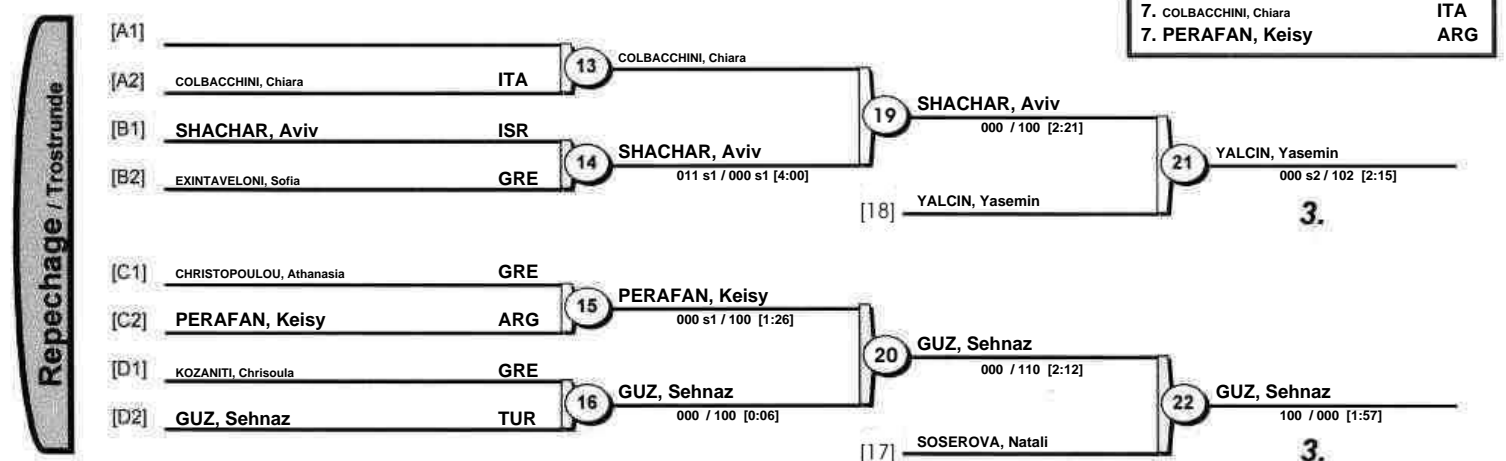 7. COLBACCHINI, Chiara ITA
7. PERAFAN, Keisy ARG
Repechage / Trostrunde
[A1]
[A2] COLBACCHINI, Chiara ITA
13
COLBACCHINI, Chiara
[B1] SHACHAR, Aviv ISR
[B2] EXINTAVELONI, Sofia GRE
14
SHACHAR, Aviv
011 s1 / 000 s1 [4:00]
19
SHACHAR, Aviv
000 / 100 [2:21]
[18] YALCIN, Yasemin
21
YALCIN, Yasemin
000 s2 / 102 [2:15]
3.
[C1] CHRISTOPOULOU, Athanasia GRE
[C2] PERAFAN, Keisy ARG
15
PERAFAN, Keisy
000 s1 / 100 [1:26]
[D1] KOZANITI, Chrisoula GRE
[D2] GUZ, Sehnaz TUR
16
GUZ, Sehnaz
000 / 100 [0:06]
20
GUZ, Sehnaz
000 / 110 [2:12]
[17] SOSEROVA, Natali
22
GUZ, Sehnaz
100 / 000 [1:57]
3.